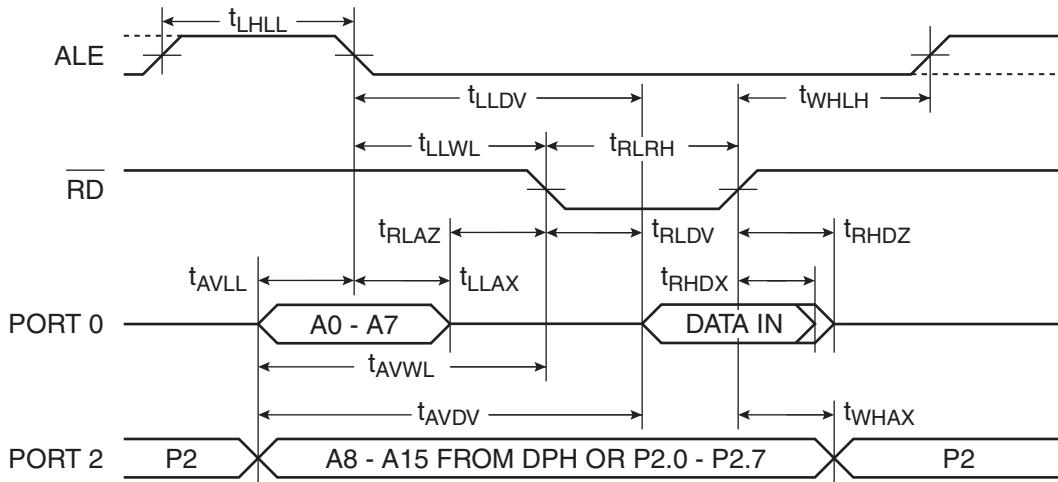 tLHLL
ALE
tLLDV
tWHLH
tLLWL
tRLRH
RD
tRLAZ
tRLDV
tRHDZ
tAVLL
tLLAX
tRHDX
PORT 0
A0 - A7
DATA IN
tAVWL
tAVDV
tWHAX
PORT 2
P2
A8 - A15 FROM DPH OR P2.0 - P2.7
P2